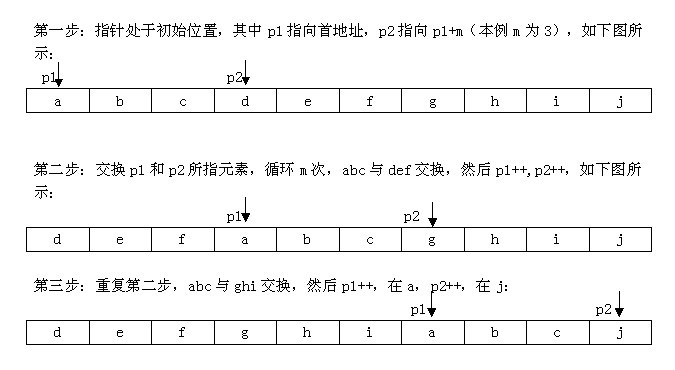 第一步：指针处于初始位置，其中 p1 指向首地址，p2 指向 p1+m（本例 m 为 3），如下图所
示：
p1 p2
a b c d e f g h i j
第二步：交换 p1 和 p2 所指元素，循环 m 次，abc 与 def 交换，然后 p1++,p2++，如下图所
示：
p1 p2
d e f a b c g h i j
第三步：重复第二步，abc 与 ghi 交换，然后 p1++，在 a，p2++，在 j：
p1 p2
d e f g h i a b c j